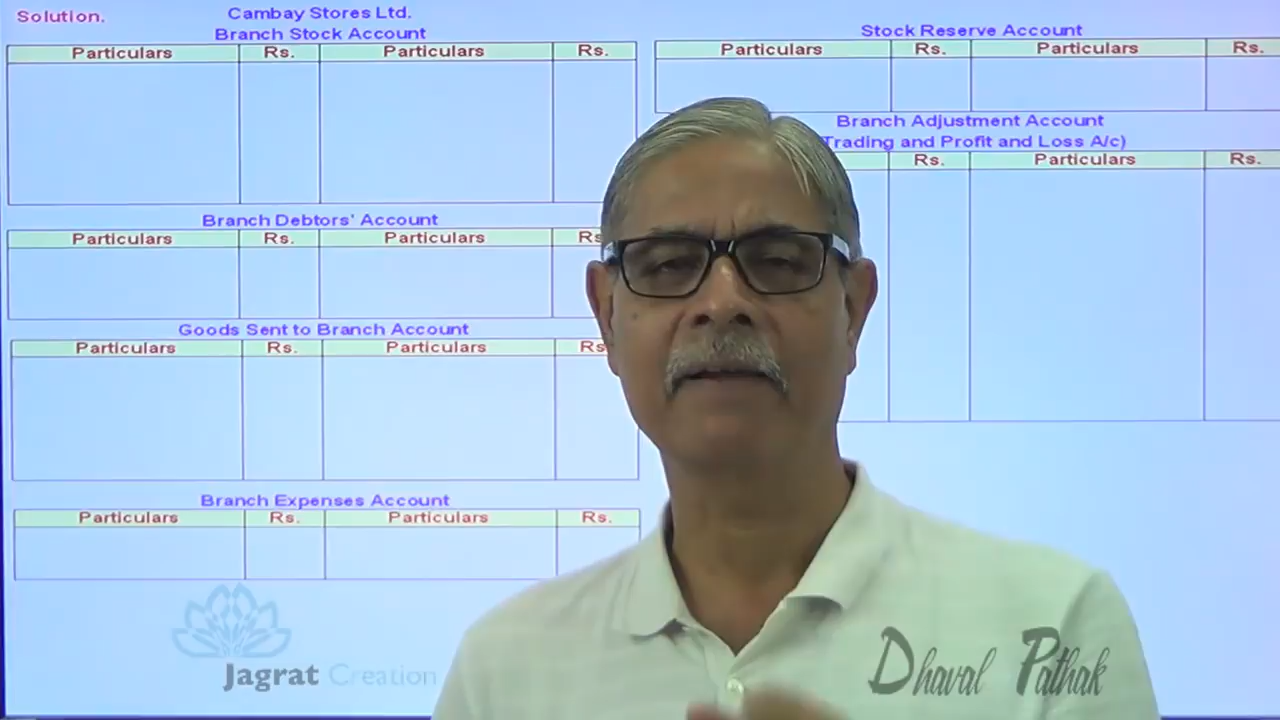 Solution.
Cambay Stores Ltd.
Branch Stock Account
Particulars Rs. Particulars Rs.
Branch Debtors' Account
Particulars Rs. Particulars Rs
Goods Sent to Branch Account
Particulars Rs. Particulars Rs
Branch Expenses Account
Particulars Rs. Particulars Rs.
Stock Reserve Account
Particulars Rs. Particulars Rs.
Branch Adjustment Account
Trading and Profit and Loss A/c)
Rs. Particulars Rs.
Jagrat Creation
Dhaval Pathak